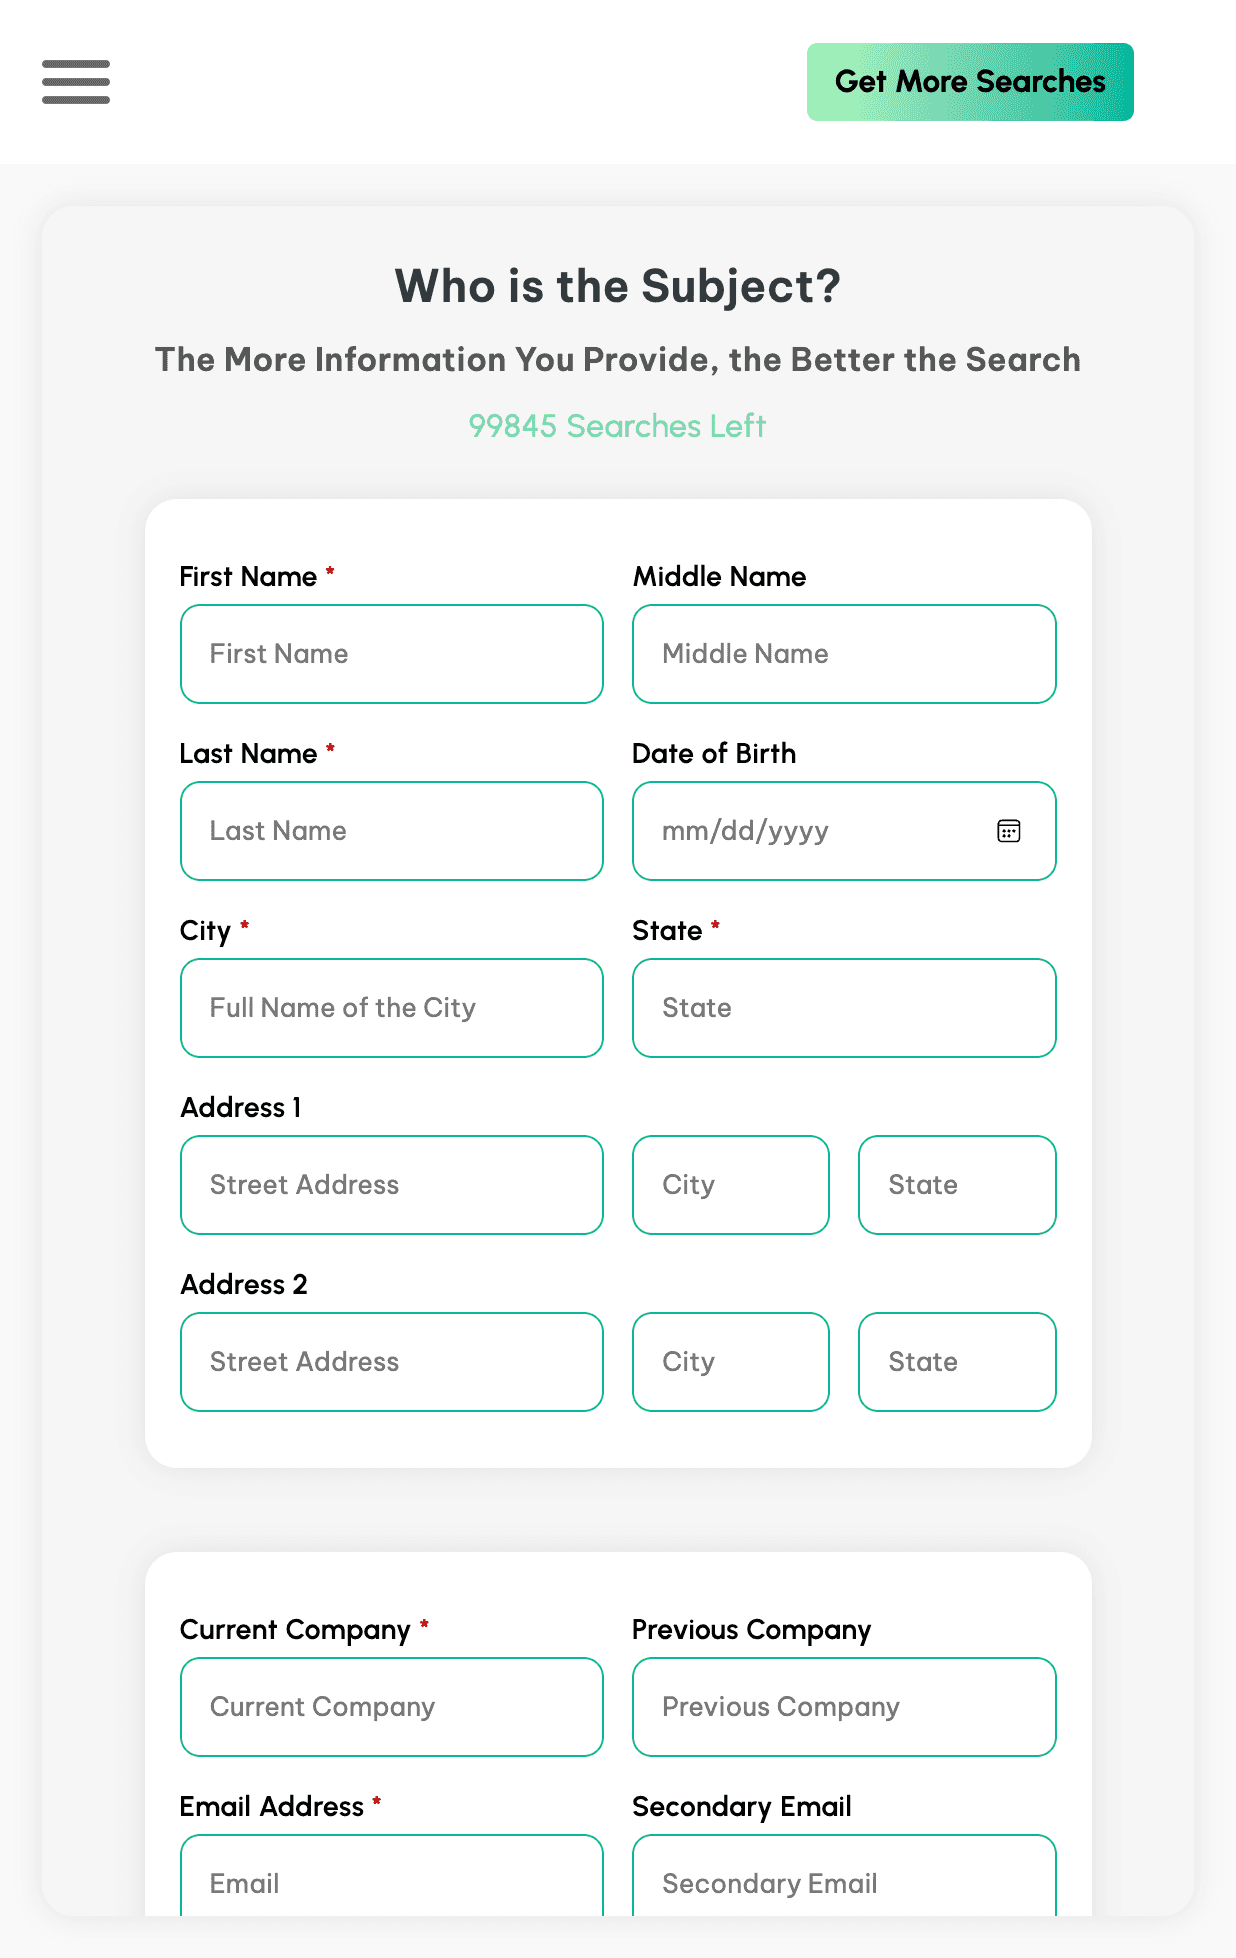 Get More Searches
Who is the Subject?
The More Information You Provide, the Better the Search
99845 Searches Left
First Name * Middle Name
First Name Middle Name
Last Name * Date of Birth
Last Name mm/dd/yyyy
City * State *
Full Name of the City State
Address 1
Street Address City State
Address 2
Street Address City State
Current Company * Previous Company
Current Company Previous Company
Email Address * Secondary Email
Email Secondary Email